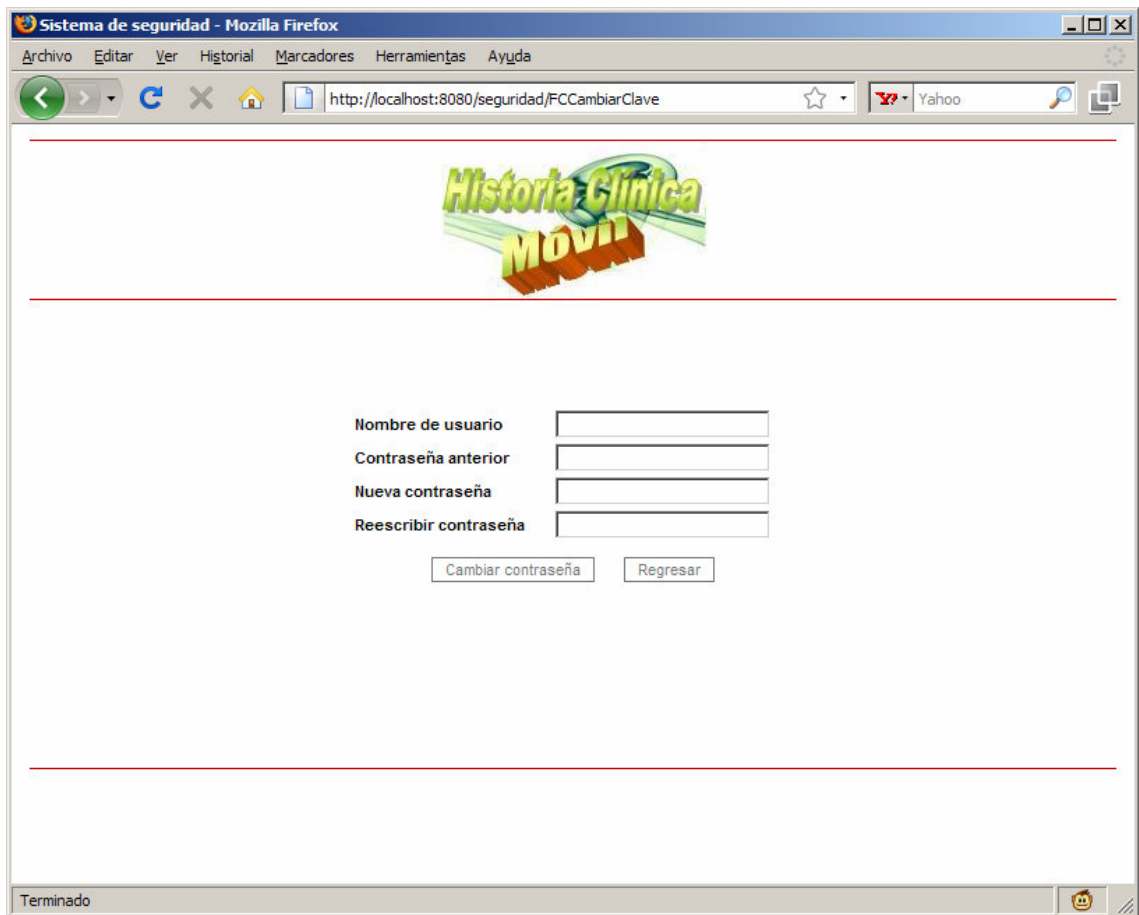 Sistema de seguridad - Mozilla Firefox
Archivo Editar Ver Historial Marcadores Herramientas Ayuda
http://localhost:8080/seguridad/FCCambiarClave Yahoo
Historia Clínica
Móvil
Nombre de usuario
Contraseña anterior
Nueva contraseña
Reescribir contraseña
Cambiar contraseña Regresar
Terminado